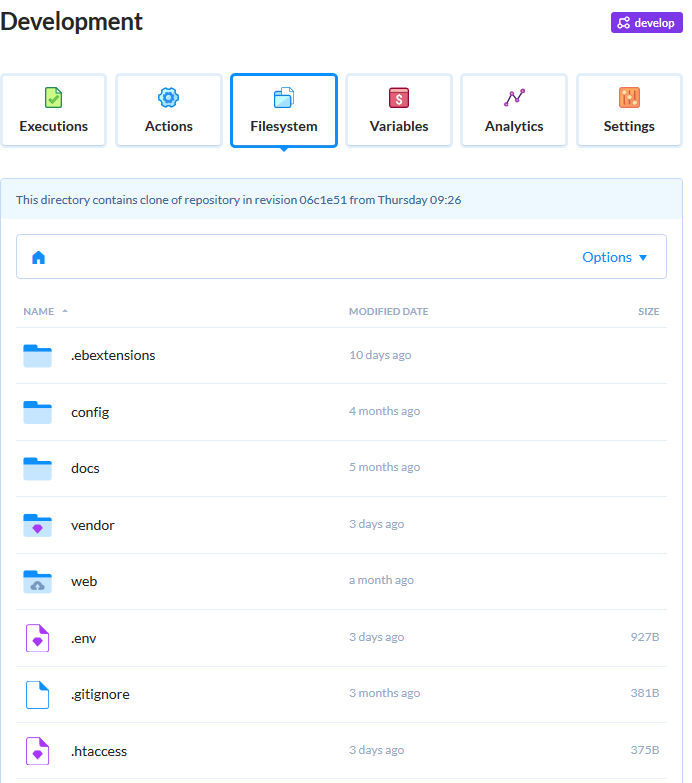 Development
develop
Executions
Actions
Filesystem
Variables
Analytics
Settings
This directory contains clone of repository in revision 06c1e51 from Thursday 09:26
Options
NAME MODIFIED DATE SIZE
.ebextensions 10 days ago
config 4 months ago
docs 5 months ago
vendor 3 days ago
web a month ago
.env 3 days ago 927B
.gitignore 3 months ago 381B
.htaccess 3 days ago 375B